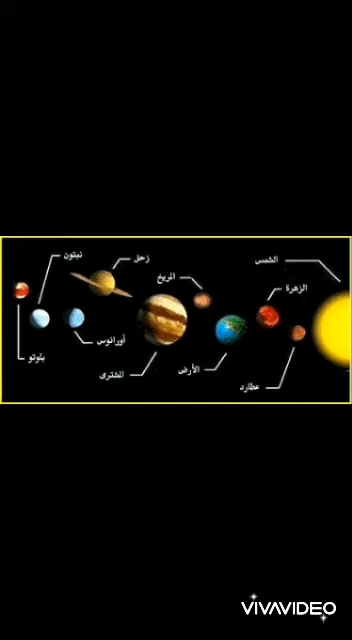 الشمس
الزهرة
عطارد
الأرض
المريخ
المشترى
زحل
أورانوس
نبتون
بلوتو
VIVAVIDEO